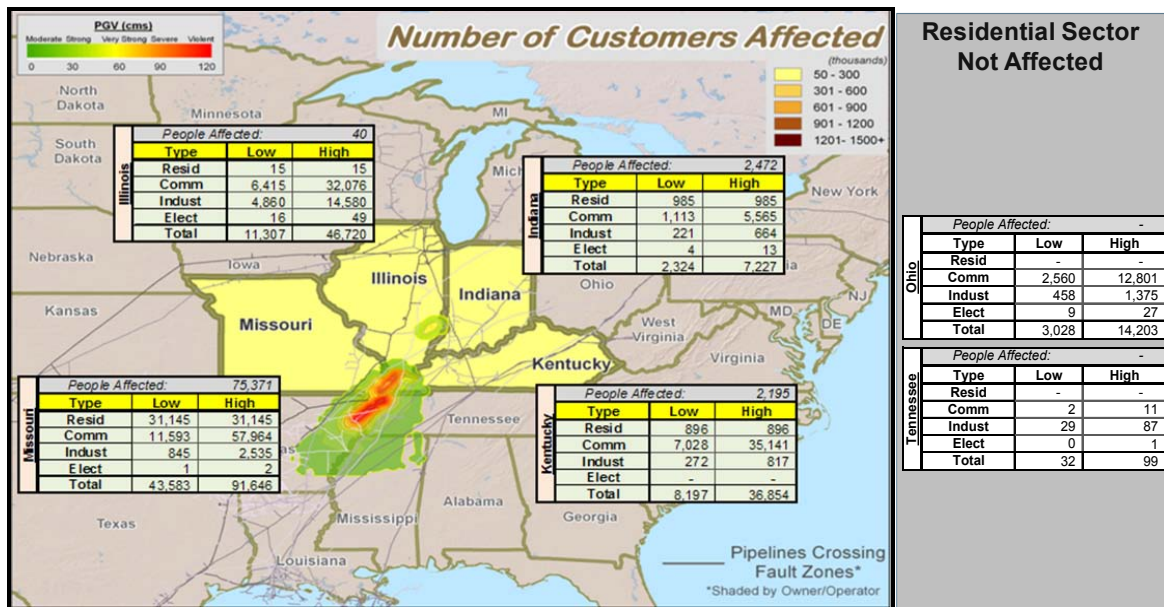 PGV (cms)
Moderate Strong Very Strong Severe Violent
0 30 60 90 120
Number of Customers Affected
(thousands)
50 - 300
301 - 600
601 - 900
901 - 1200
1201- 1500+
North Dakota
Minnesota
MI
South Dakota
Mich
New York
Nebraska
Iowa
Illinois
Indiana
Ohio
ia
NJ
Kansas
Missouri
West Virginia
MD
DE
Kentucky
Virginia
Tennessee
as
Texas
Mississippi
Alabama
Georgia
Louisiana
Illinois
People Affected: 40
Type Low High
Resid 15 15
Comm 6,415 32,076
Indust 4,860 14,580
Elect 16 49
Total 11,307 46,720
Indiana
People Affected: 2,472
Type Low High
Resid 985 985
Comm 1,113 5,565
Indust 221 664
Elect 4 13
Total 2,324 7,227
Missouri
People Affected: 75,371
Type Low High
Resid 31,145 31,145
Comm 11,593 57,964
Indust 845 2,535
Elect 1 2
Total 43,583 91,646
Kentucky
People Affected: 2,195
Type Low High
Resid 896 896
Comm 7,028 35,141
Indust 272 817
Elect - -
Total 8,197 36,854
Pipelines Crossing
Fault Zones*
*Shaded by Owner/Operator
Residential Sector
Not Affected
Ohio
People Affected: -
Type Low High
Resid - -
Comm 2,560 12,801
Indust 458 1,375
Elect 9 27
Total 3,028 14,203
Tennessee
People Affected: -
Type Low High
Resid - -
Comm 2 11
Indust 29 87
Elect 0 1
Total 32 99